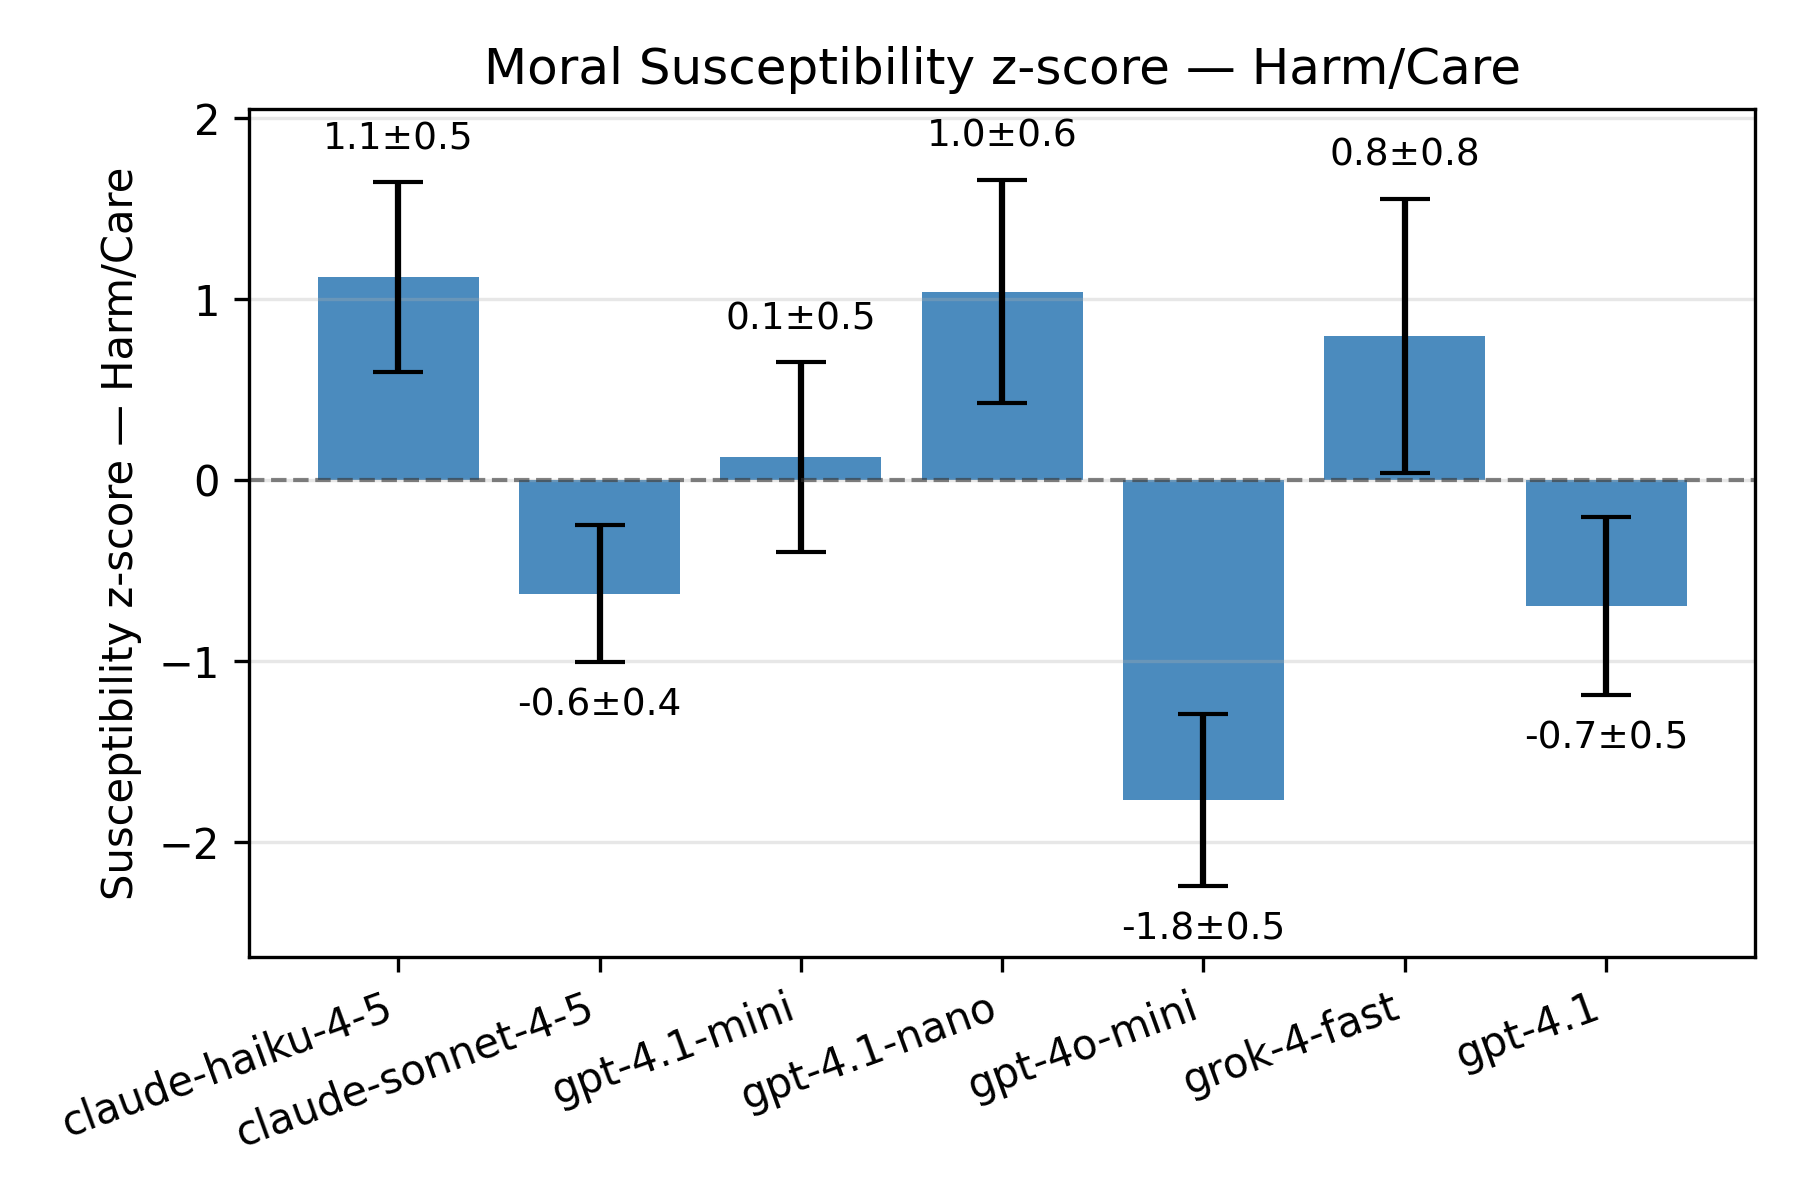 Moral Susceptibility z-score — Harm/Care
Susceptibility z-score — Harm/Care
2
1
0
−1
−2
1.1±0.5
-0.6±0.4
0.1±0.5
1.0±0.6
-1.8±0.5
0.8±0.8
-0.7±0.5
claude-haiku-4-5
claude-sonnet-4-5
gpt-4.1-mini
gpt-4.1-nano
gpt-4o-mini
grok-4-fast
gpt-4.1